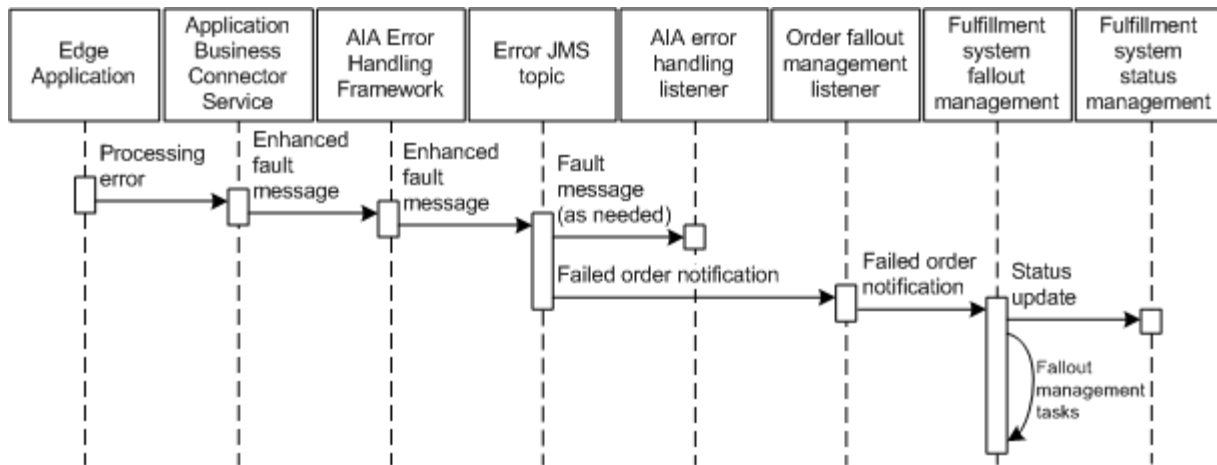 Edge
Application
Application
Business
Connector
Service
AIA Error
Handling
Framework
Error JMS
topic
AIA error
handling
listener
Order fallout
management
listener
Fulfillment
system
fallout
management
Fulfillment
system
status
management
Processing
error
Enhanced
fault
message
Enhanced
fault
message
Fault
message
(as needed)
Failed order notification
Failed order
notification
Status
update
Fallout
management
tasks